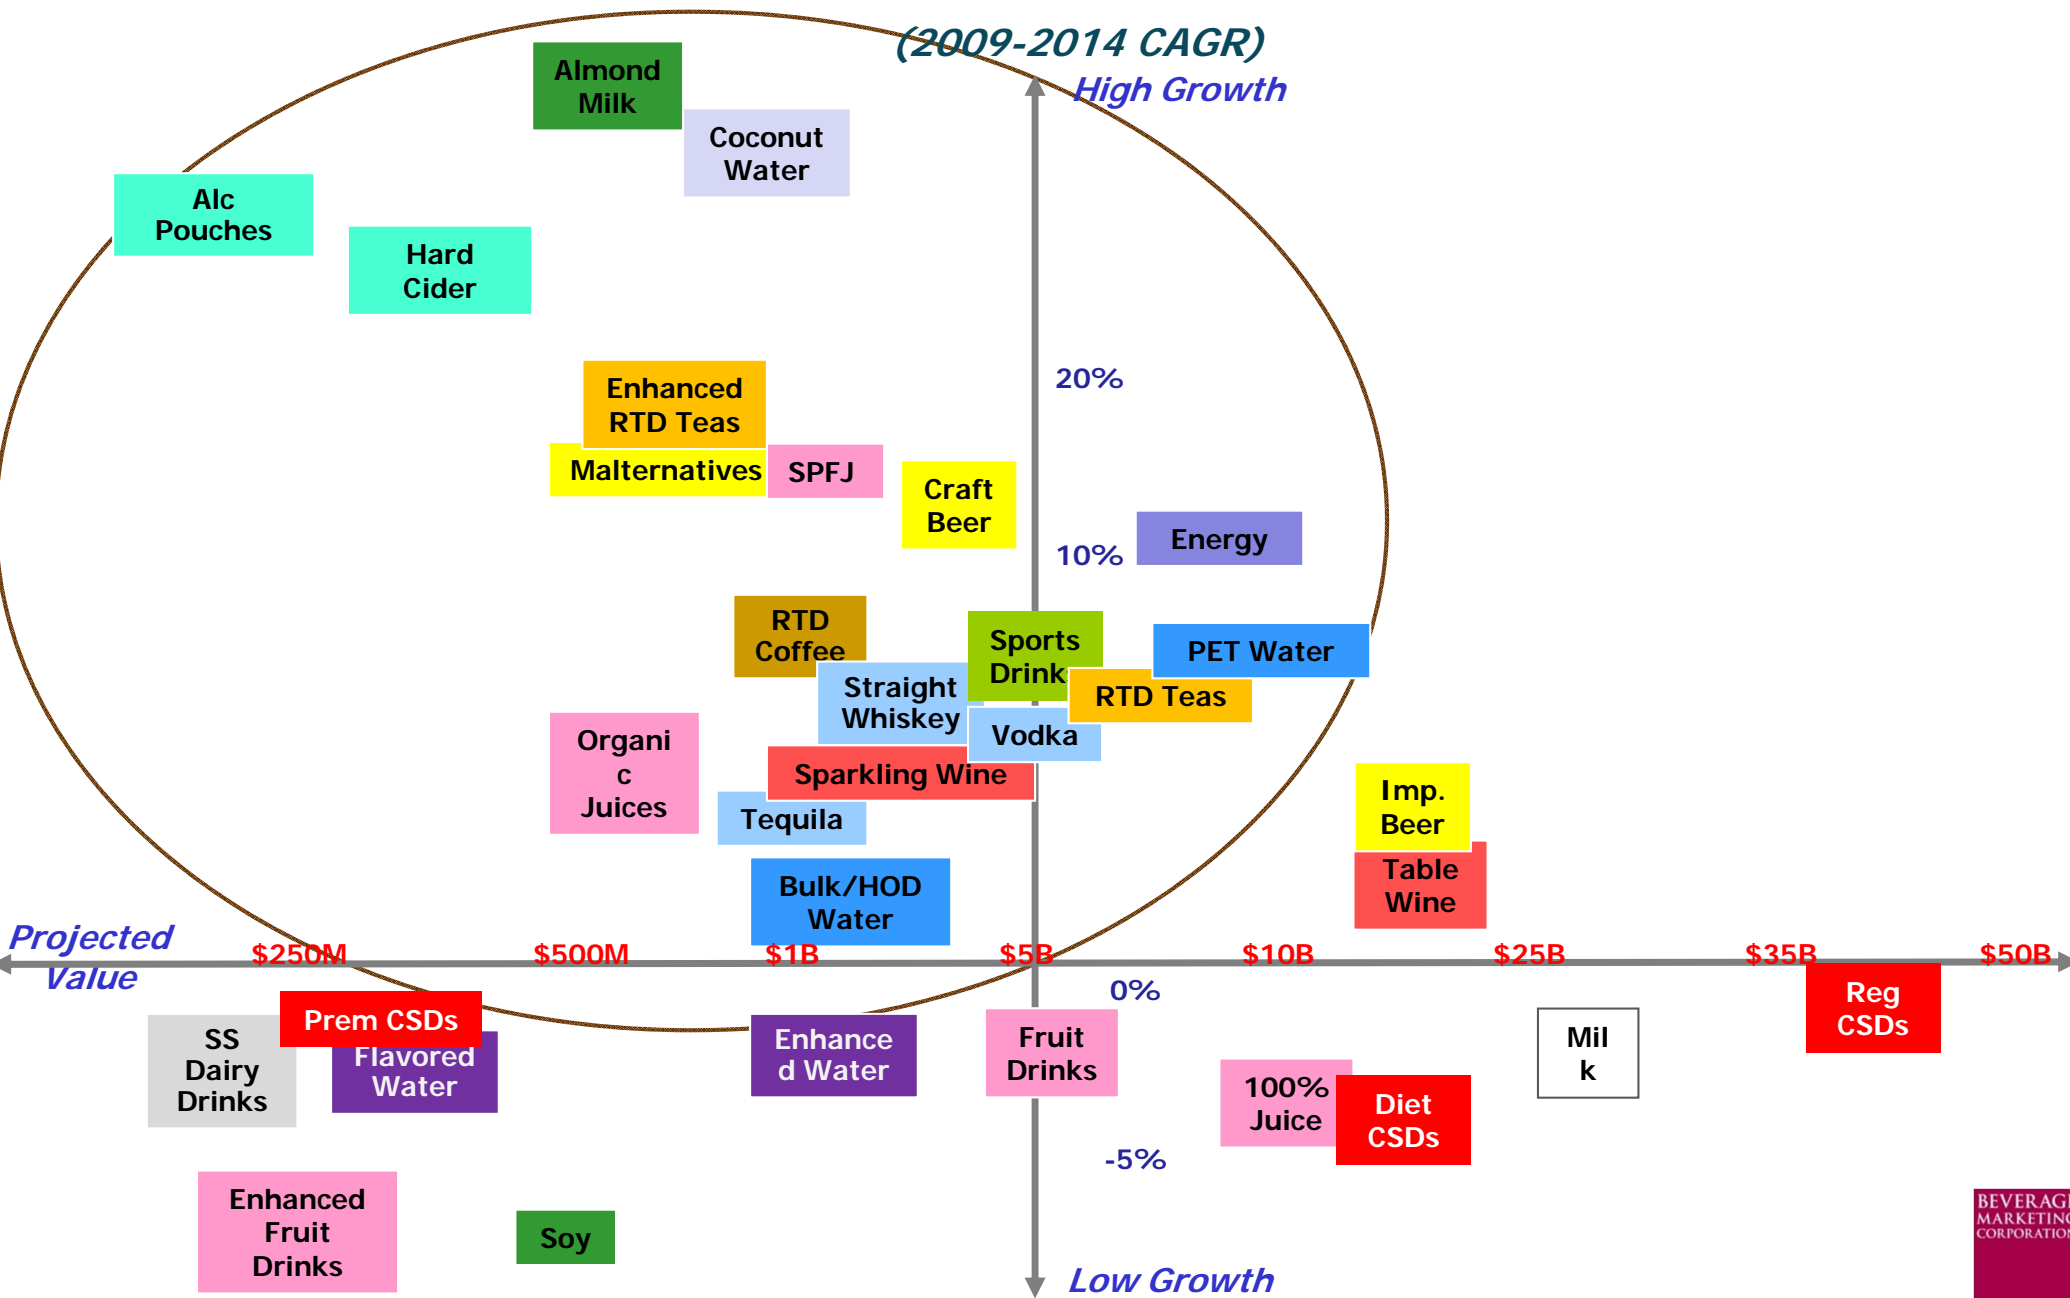 (2009-2014 CAGR)
High Growth
Almond
Milk
Coconut
Water
Alc
Pouches
Hard
Cider
20%
Enhanced
RTD Teas
Malternatives
SPFJ
Craft
Beer
10%
Energy
RTD
Coffee
Sports
Drink
PET Water
Straight
Whiskey
RTD Teas
Vodka
Organi
c
Juices
Sparkling Wine
Tequila
Imp.
Beer
Table
Wine
Bulk/HOD
Water
Projected
Value
$250M
$500M
$1B
$5B
$10B
$25B
$35B
$50B
0%
Reg
CSDs
Prem CSDs
SS
Dairy
Drinks
Flavored
Water
Enhance
d Water
Fruit
Drinks
Mil
k
100%
Juice
Diet
CSDs
-5%
Enhanced
Fruit
Drinks
Soy
Low Growth
BEVERAGE
MARKETING
CORPORATION